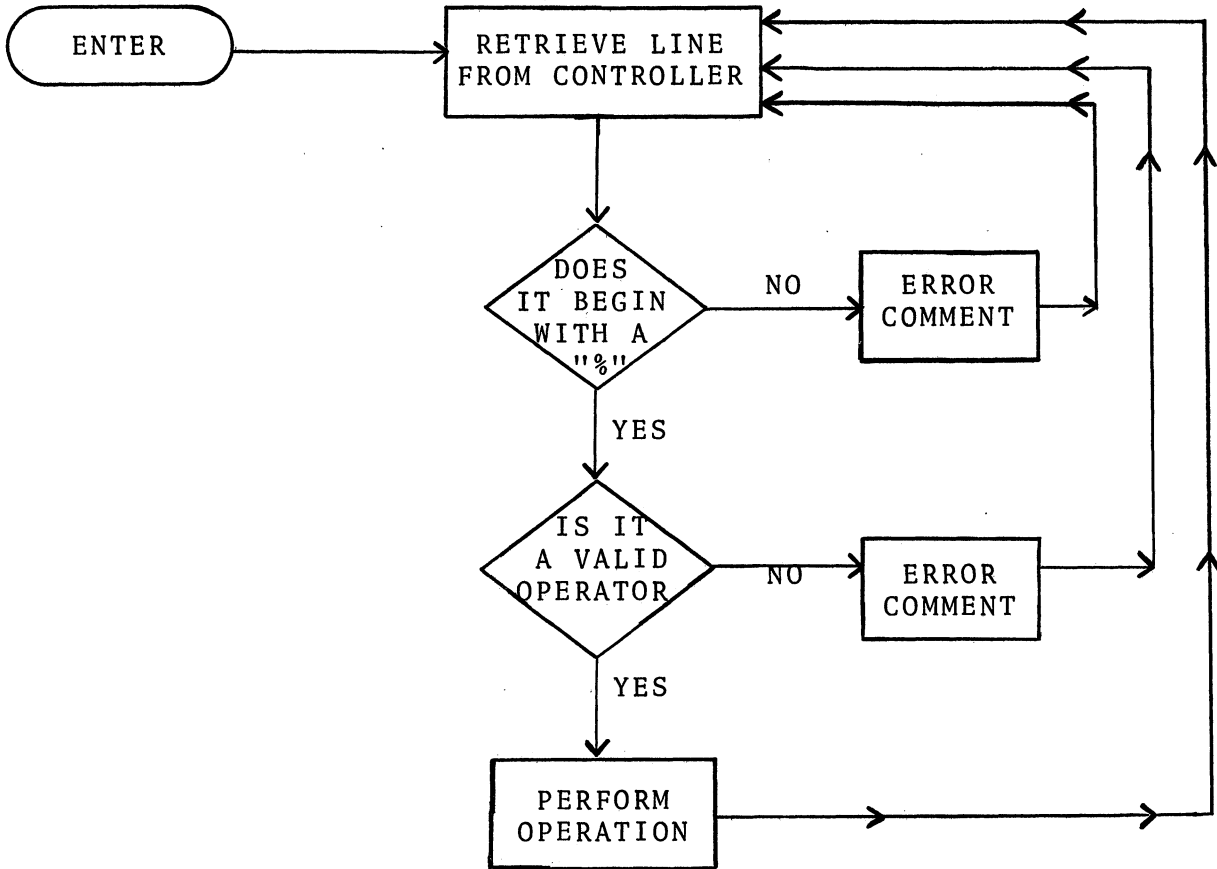 ENTER
RETRIEVE LINE
FROM CONTROLLER
DOES
IT BEGIN
WITH A
"%"
NO
ERROR
COMMENT
YES
IS IT
A VALID
OPERATOR
NO
ERROR
COMMENT
YES
PERFORM
OPERATION